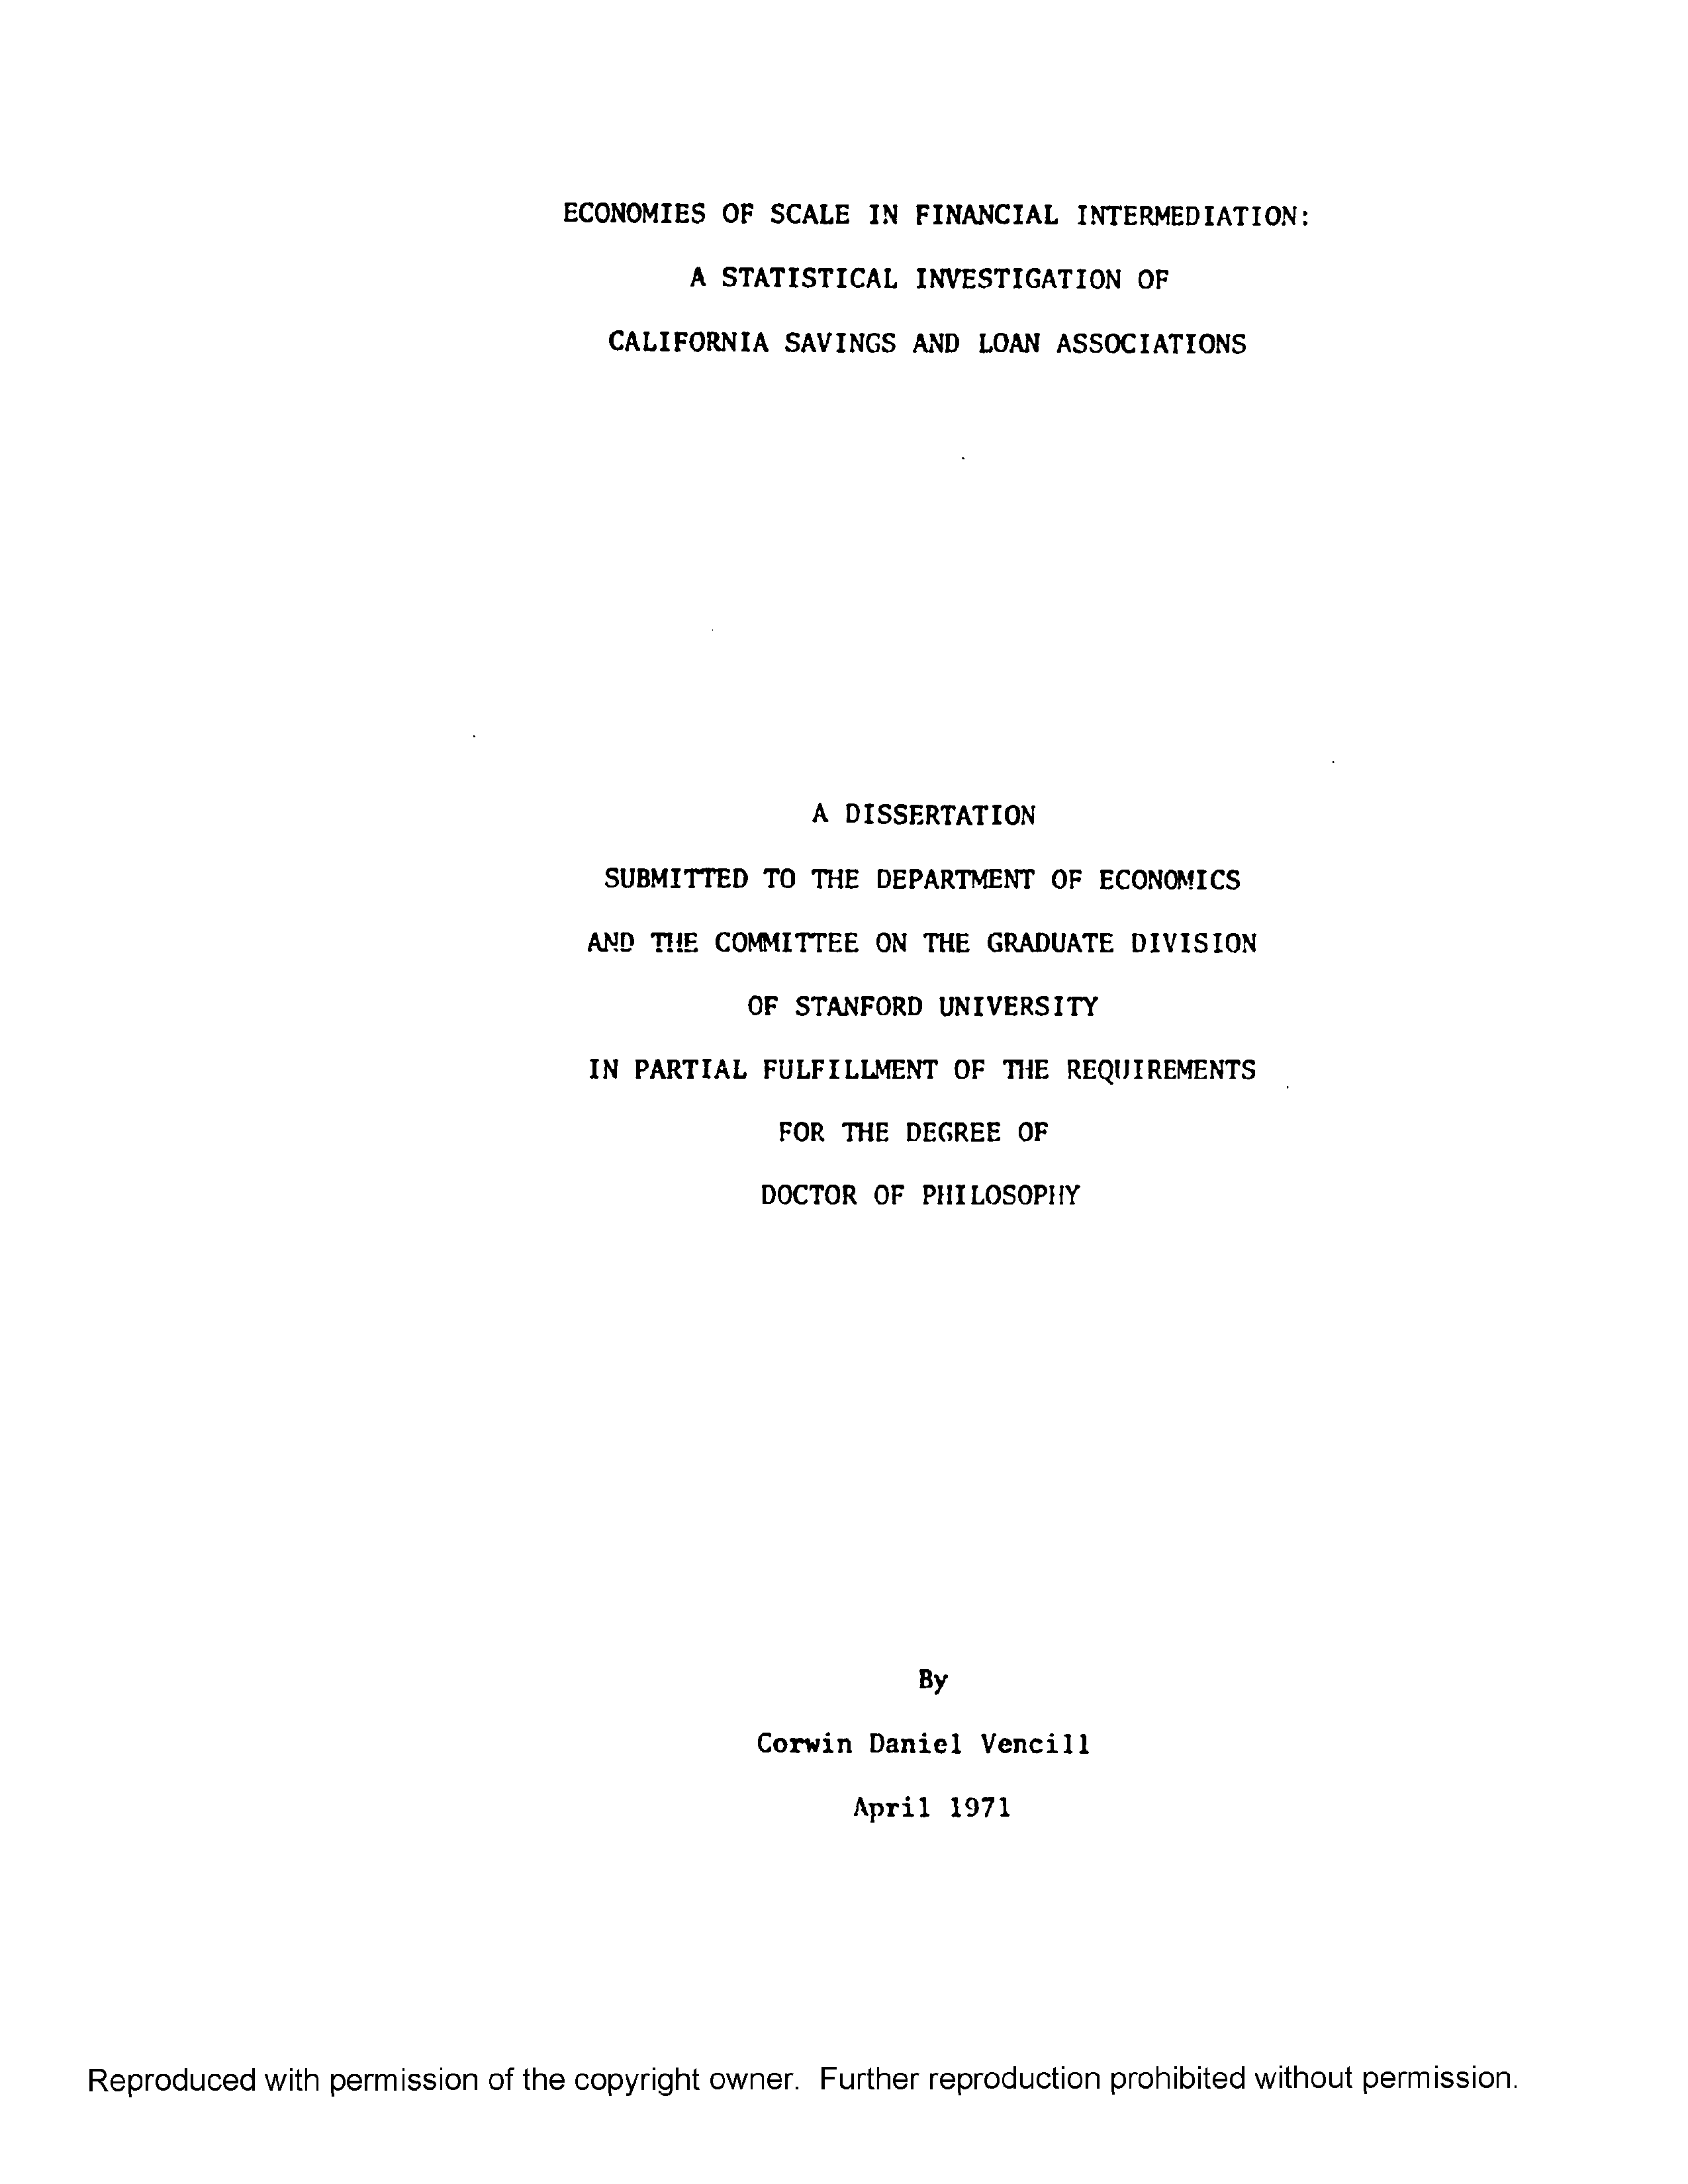 ECONOMIES OF SCALE IN FINANCIAL INTERMEDIATION:
A STATISTICAL INVESTIGATION OF
CALIFORNIA SAVINGS AND LOAN ASSOCIATIONS
A DISSERTATION
SUBMITTED TO THE DEPARTMENT OF ECONOMICS
AND THE COMMITTEE ON THE GRADUATE DIVISION
OF STANFORD UNIVERSITY
IN PARTIAL FULFILLMENT OF THE REQUIREMENTS
FOR THE DEGREE OF
DOCTOR OF PHILOSOPHY
By
Corwin Daniel Vencill
April 1971
Reproduced with permission of the copyright owner. Further reproduction prohibited without permission.